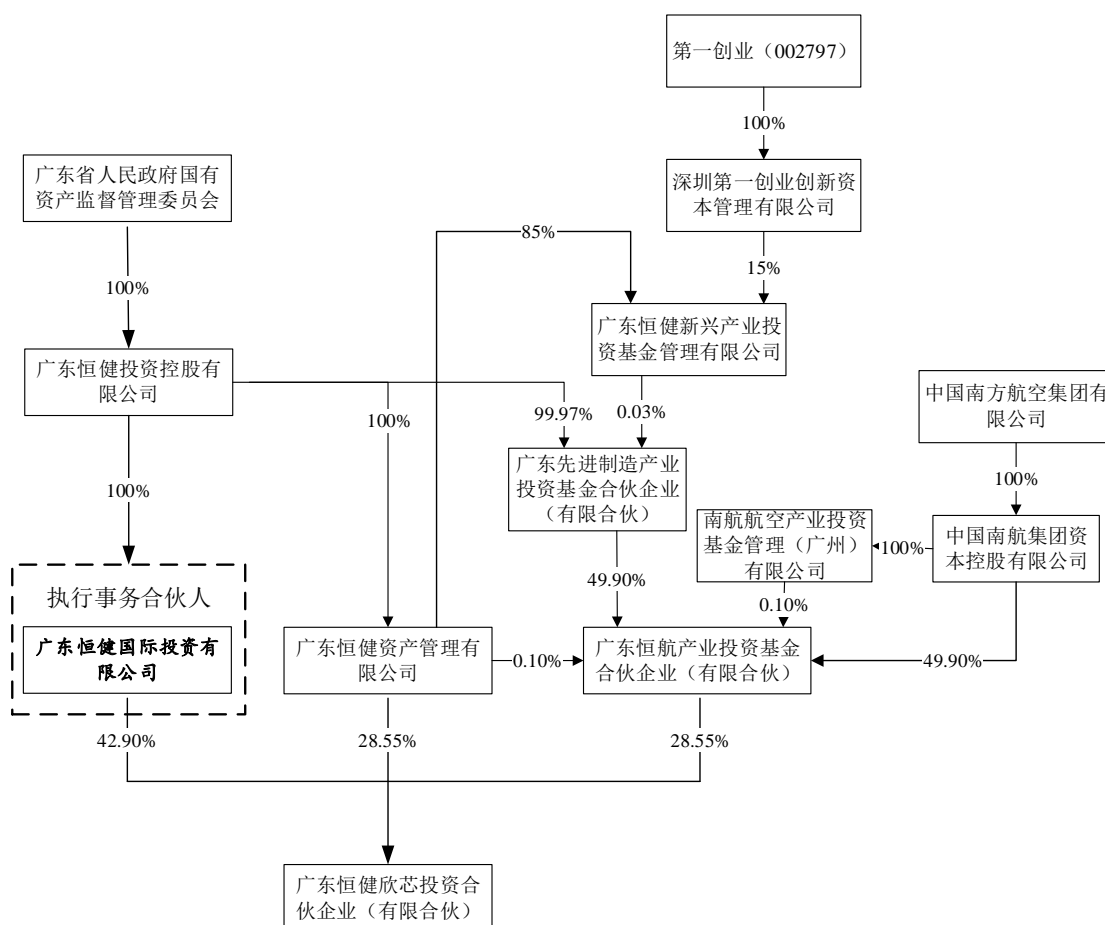 第一创业（002797）
100%
广东省人民政府国有
资产监督管理委员会
深圳第一创业创新资
本管理有限公司
85%
15%
100%
广东恒健新兴产业投
资基金管理有限公司
广东恒健投资控股有
限公司
中国南方航空集团有
限公司
99.97%
0.03%
100%
广东先进制造产业
投资基金合伙企业
（有限合伙）
100%
100%
南航航空产业投资
基金管理（广州）
有限公司
100%
中国南航集团资
本控股有限公司
执行事务合伙人
49.90%
0.10%
广东恒健国际投资有
限公司
广东恒健资产管理有
限公司
0.10%
广东恒航产业投资基金
合伙企业（有限合伙）
49.90%
42.90%
28.55%
28.55%
广东恒健欣芯投资合
伙企业（有限合伙）